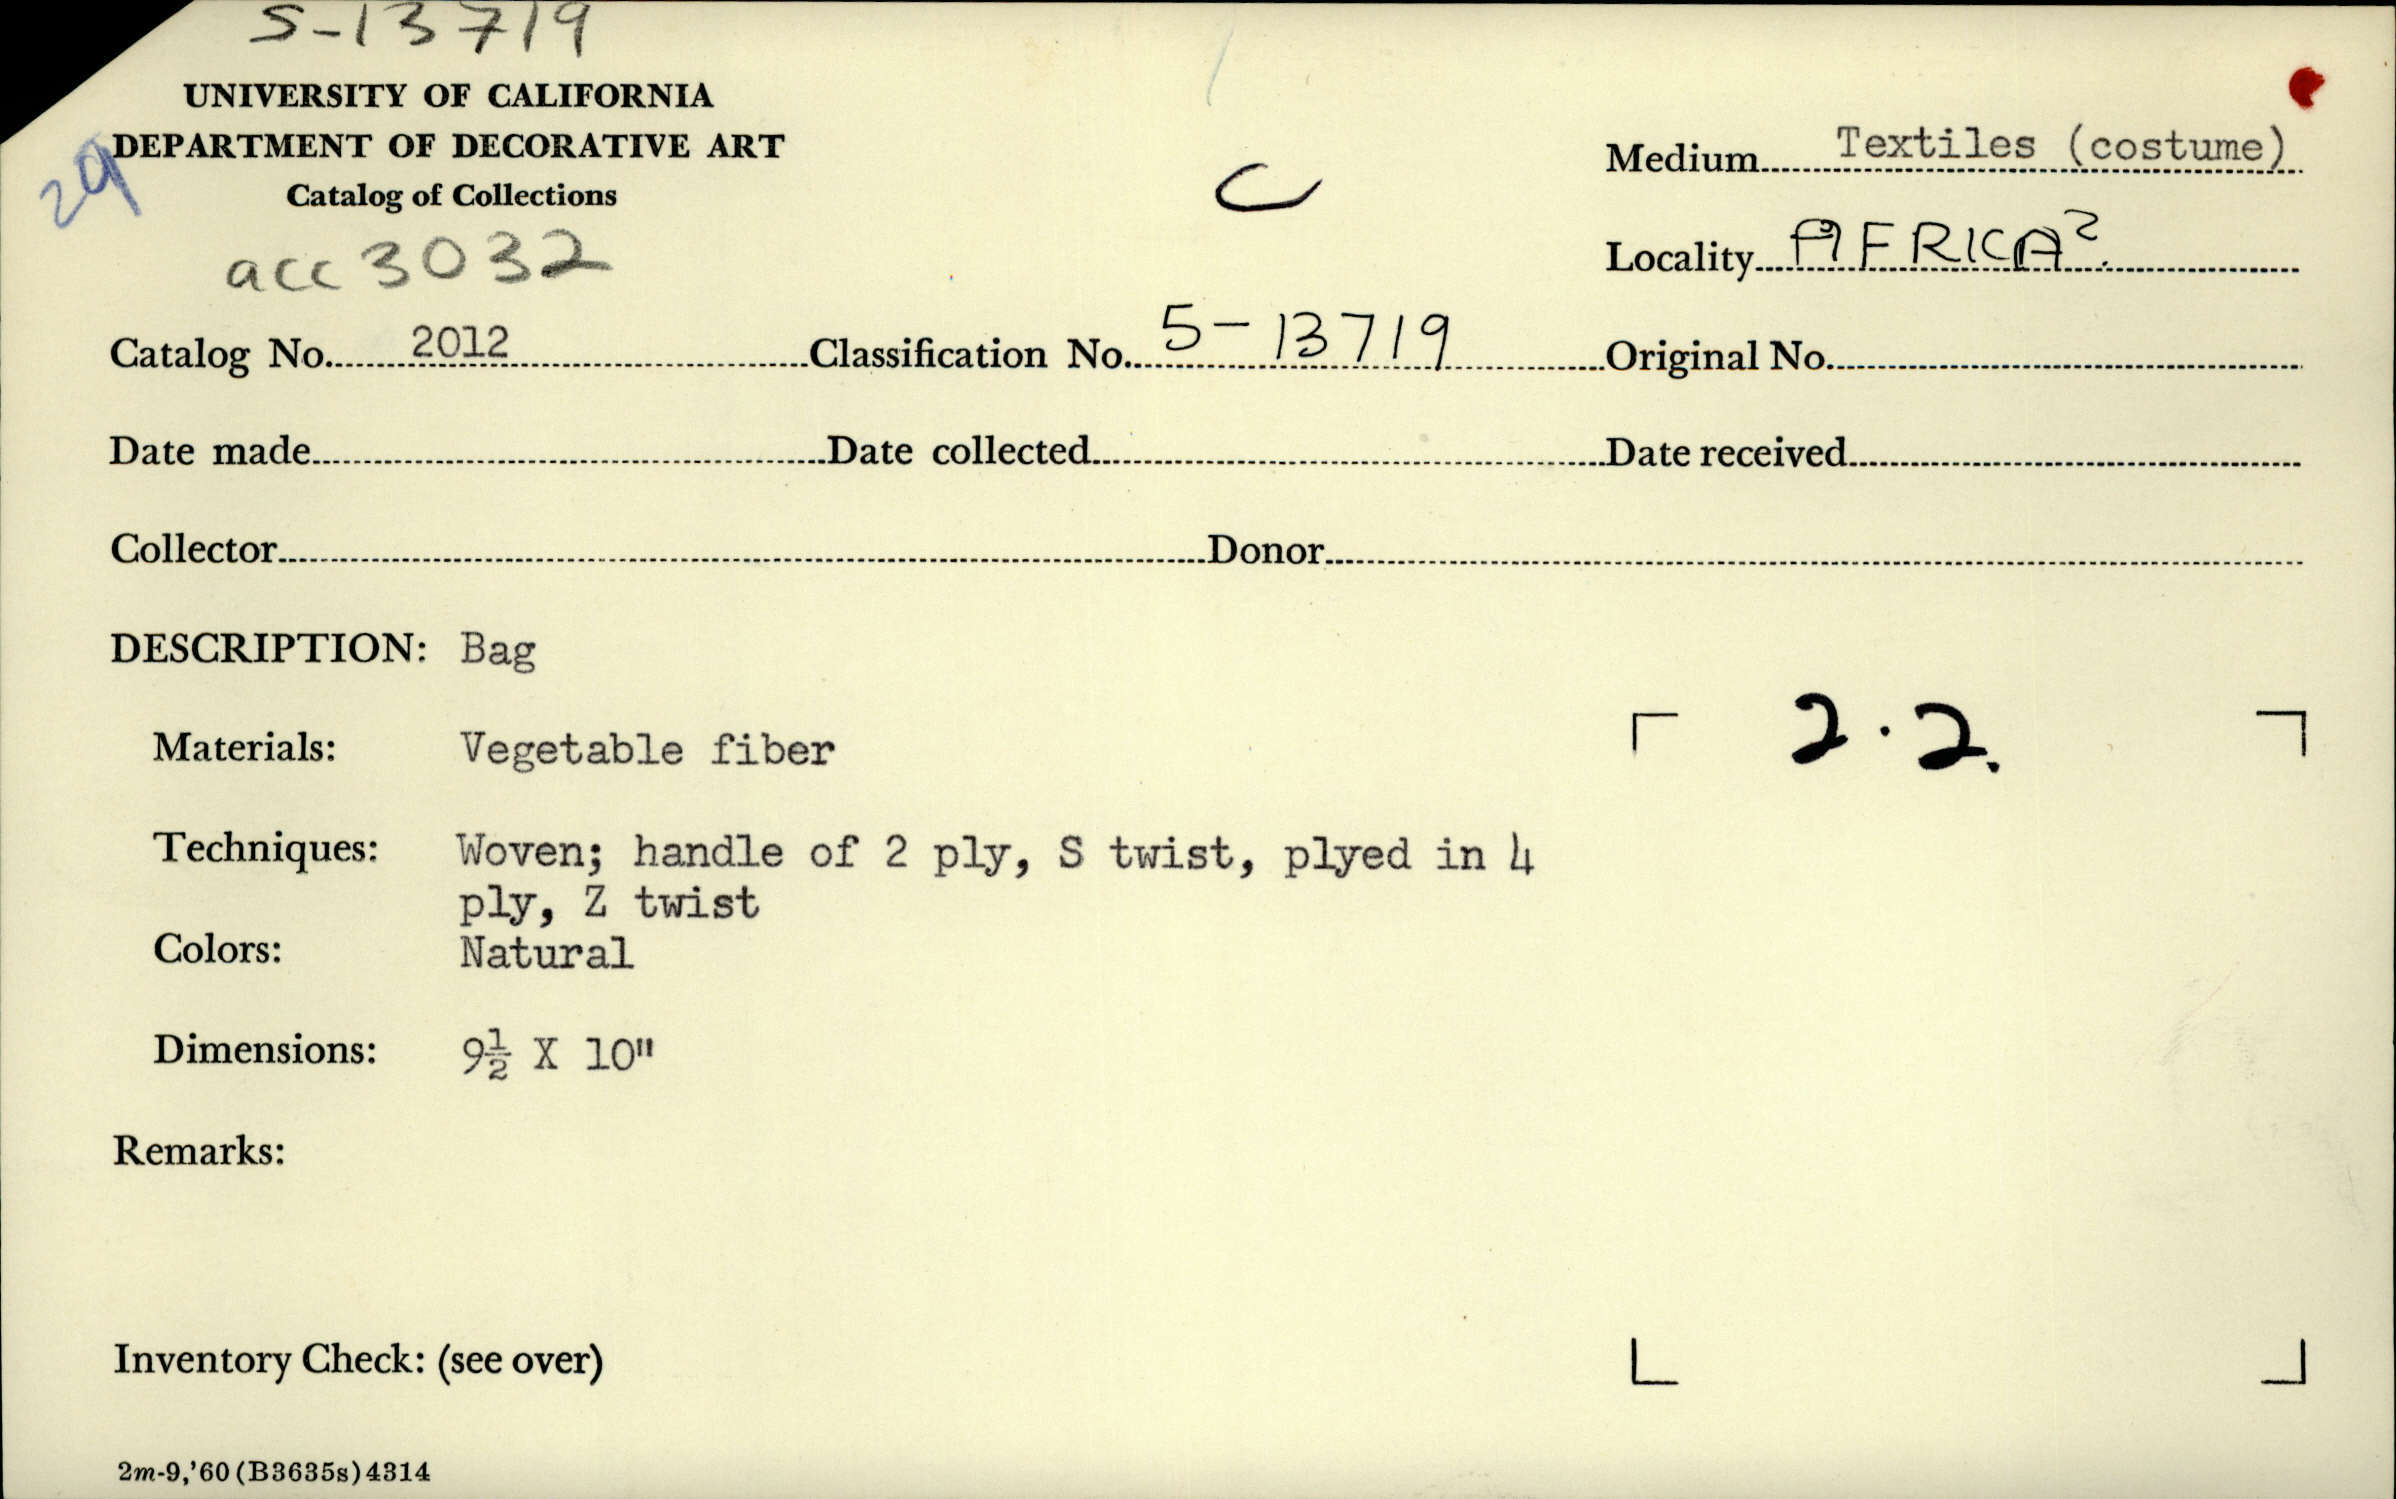 5-13719
UNIVERSITY OF CALIFORNIA
DEPARTMENT OF DECORATIVE ART
Catalog of Collections
29
acc 3032
C
Medium Textiles (costume)
Locality AFRICA?
Catalog No. 2012 Classification No. 5-13719 Original No.
Date made Date collected Date received
Collector Donor
DESCRIPTION: Bag
2.2.
Materials: Vegetable fiber
Techniques: Woven; handle of 2 ply, S twist, plyed in 4
ply, Z twist
Colors: Natural
Dimensions: 9½ X 10"
Remarks:
Inventory Check: (see over)
2m-9,'60(B3635s)4314